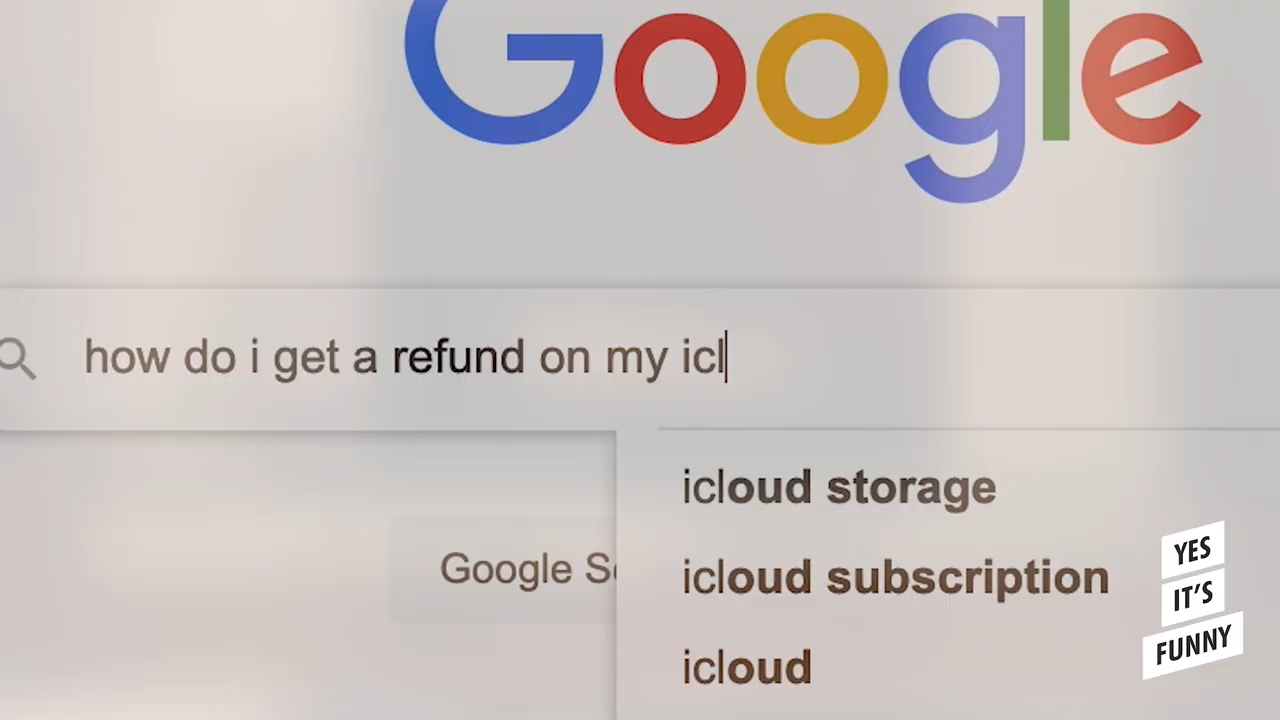 Google
how do i get a refund on my icl
icloud storage
Google Se
icloud subscription
icloud
YES
IT'S
FUNNY